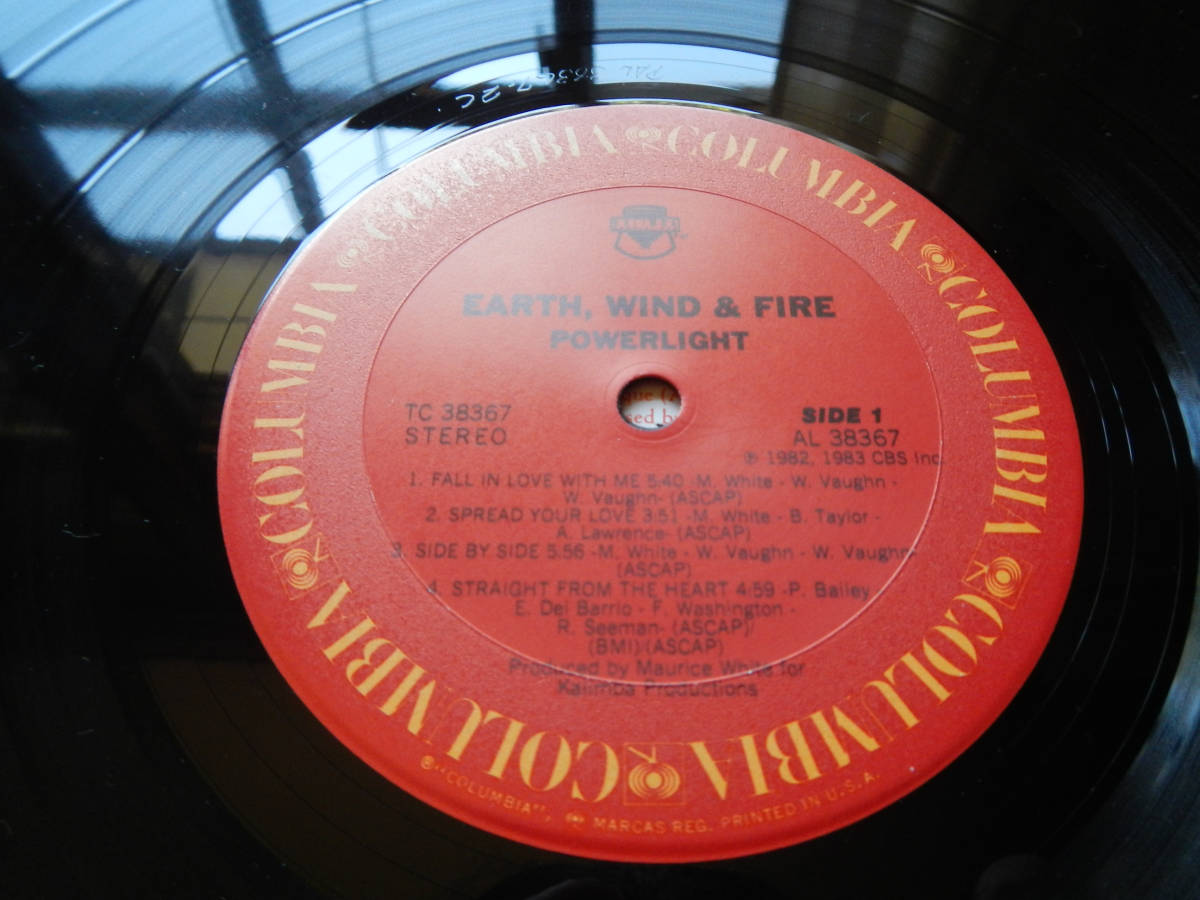 PAL 38367-2C
COLUMBIA COLUMBIA COLUMBIA COLUMBIA COLUMBIA COLUMBIA
KALIMBA
EARTH, WIND & FIRE
POWERLIGHT
TC 38367
STEREO
SIDE 1
AL 38367
℗ 1982, 1983 CBS Inc.
1. FALL IN LOVE WITH ME 5:40 -M. White - W. Vaughn -
W. Vaughn- (ASCAP)
2. SPREAD YOUR LOVE 3:51 -M. White - B. Taylor -
A. Lawrence- (ASCAP)
3. SIDE BY SIDE 5:56 -M. White- W. Vaughn - W. Vaughn-
(ASCAP)
4. STRAIGHT FROM THE HEART 4:59 -P. Bailey
E. Del Barrio - F. Washington -
R. Seeman- (ASCAP)/
(BMI)/(ASCAP)
Produced by Maurice White for
Kalimba Productions
®"COLUMBIA", MARCAS REG. PRINTED IN U.S.A.